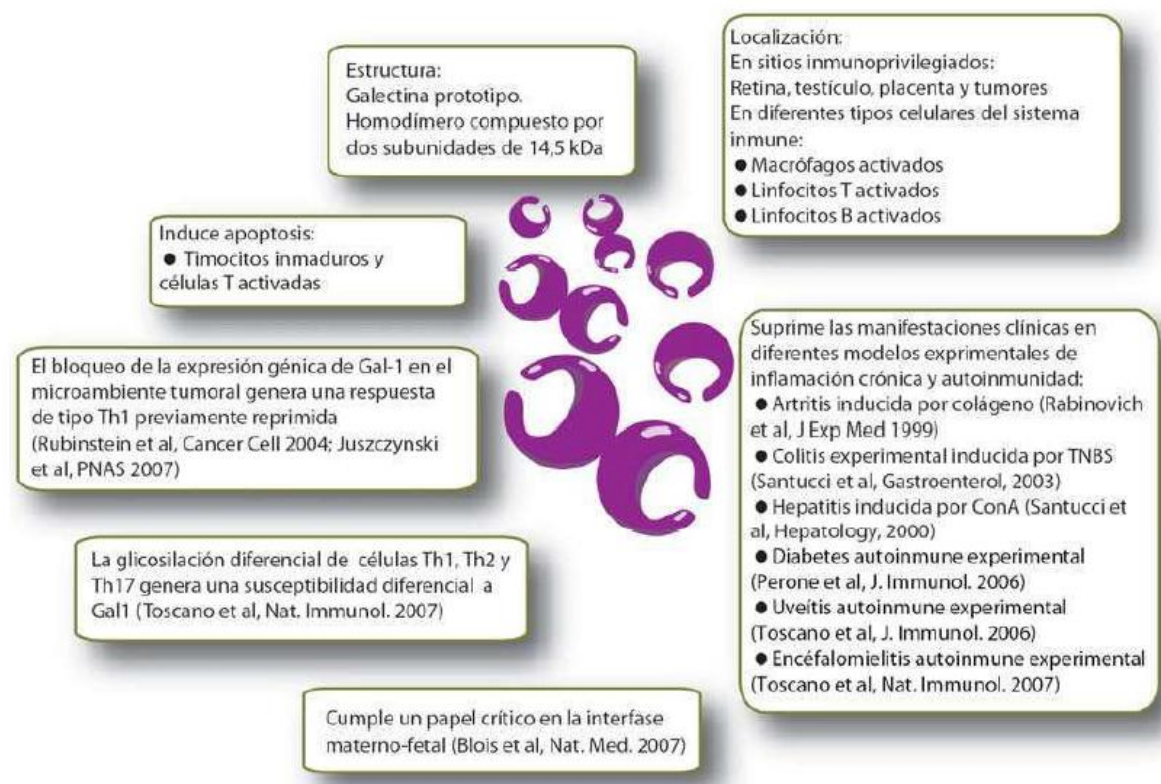 Estructura:
Galectina prototipo.
Homodímero compuesto por
dos subunidades de 14,5 kDa
Localización:
En sitios inmunoprivilegiados:
Retina, testículo, placenta y tumores
En diferentes tipos celulares del sistema
inmune:
● Macrófagos activados
● Linfocitos T activados
● Linfocitos B activados
Induce apoptosis:
● Timocitos inmaduros y
células T activadas
El bloqueo de la expresión génica de Gal-1 en el
microambiente tumoral genera una respuesta
de tipo Th1 previamente reprimida
(Rubinstein et al, Cancer Cell 2004; Juszczynski
et al, PNAS 2007)
Suprime las manifestaciones clínicas en
diferentes modelos exprimentales de
inflamación crónica y autoinmunidad:
● Artritis inducida por colágeno (Rabinovich
et al, J Exp Med 1999)
● Colitis experimental inducida por TNBS
(Santucci et al, Gastroenterol, 2003)
● Hepatitis inducida por ConA (Santucci et
al, Hepatology, 2000)
● Diabetes autoinmune experimental
(Perone et al, J. Immunol. 2006)
● Uveítis autoinmune experimental
(Toscano et al, J. Immunol. 2006)
● Encéfalomielitis autoinmune experimental
(Toscano et al, Nat. Immunol. 2007)
La glicosilación diferencial de células Th1, Th2 y
Th17 genera una susceptibilidad diferencial a
Gal1 (Toscano et al, Nat. Immunol. 2007)
Cumple un papel crítico en la interfase
materno-fetal (Blois et al, Nat. Med. 2007)